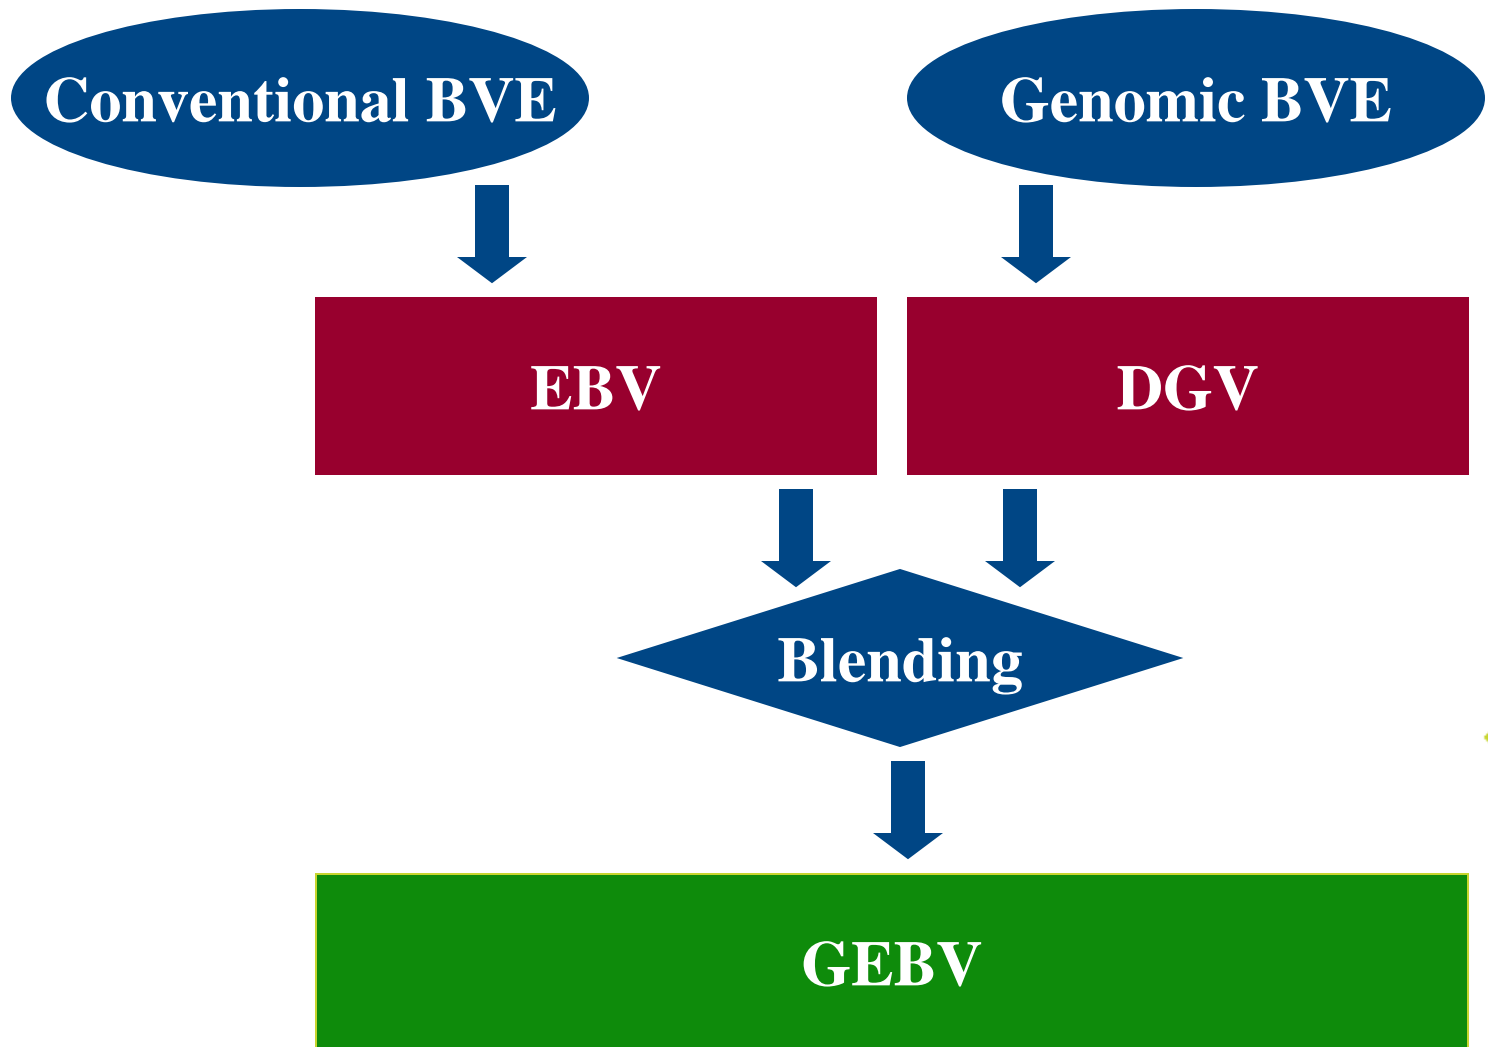 Conventional BVE
Genomic BVE
EBV
DGV
Blending
GEBV